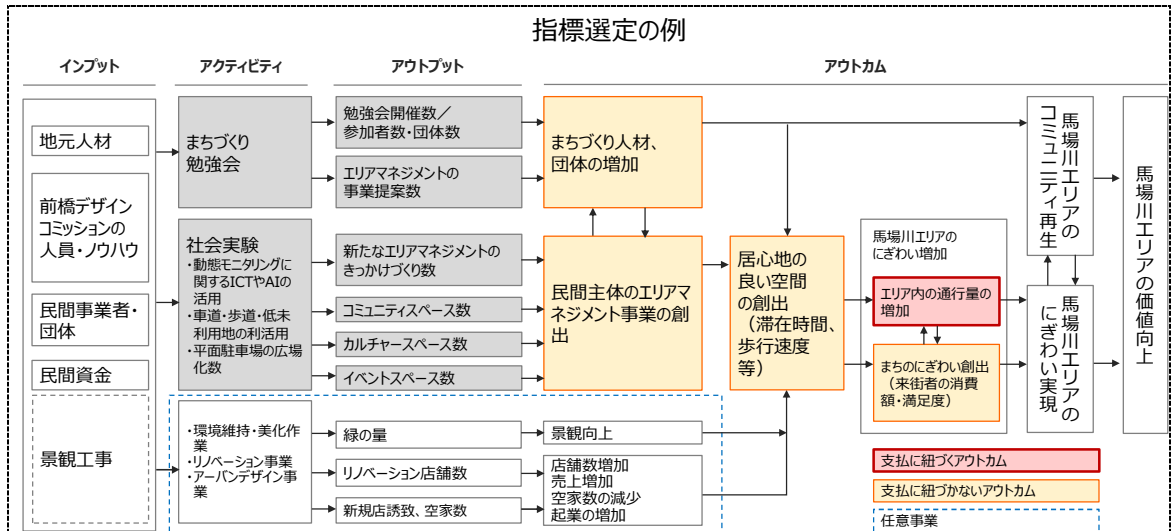 指標選定の例
インプット
アクティビティ
アウトプット
アウトカム
地元人材
前橋デザイン
コミッションの
人員・ノウハウ
民間事業者・
団体
民間資金
景観工事
まちづくり
勉強会
社会実験
・動態モニタリングに
関するICTやAIの
活用
・車道・歩道・低未
利用地の利活用
・平面駐車場の広場
化数
・環境維持・美化作
業
・リノベーション事業
・アーバンデザイン事
業
勉強会開催数/
参加者数・団体数
エリアマネジメントの
事業提案数
新たなエリアマネジメントの
きっかけづくり数
コミュニティスペース数
カルチャースペース数
イベントスペース数
緑の量
リノベーション店舗数
新規店誘致、空家数
まちづくり人材、
団体の増加
民間主体のエリアマ
ネジメント事業の創
出
景観向上
店舗数増加
売上増加
空家数の減少
起業の増加
居心地の
良い空間
の創出
（滞在時間、
歩行速度
等）
馬場川エリアの
にぎわい増加
エリア内の通行量の
増加
まちのにぎわい創出
（来街者の消費
額・満足度）
馬場川エリアの
コミュニティ再生
馬場川エリアの
にぎわい実現
馬場川エリアの価値向上
支払に紐づくアウトカム
支払に紐づかないアウトカム
任意事業